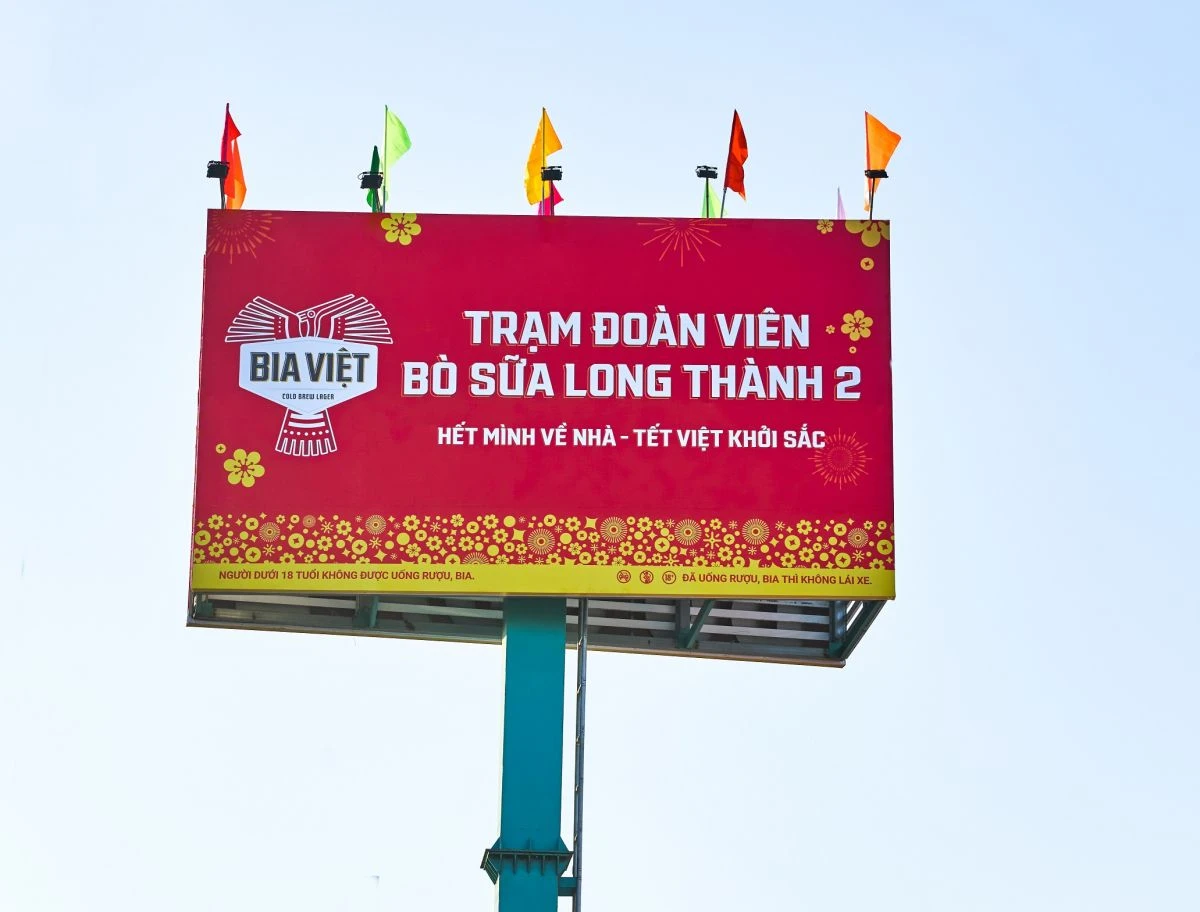 BIA VIỆT
COLD BREW LAGER
TRẠM ĐOÀN VIÊN
BÒ SỮA LONG THÀNH 2
HẾT MÌNH VỀ NHÀ - TẾT VIỆT KHỞI SẮC
NGƯỜI DƯỚI 18 TUỔI KHÔNG ĐƯỢC UỐNG RƯỢU, BIA.
18+ ĐÃ UỐNG RƯỢU, BIA THÌ KHÔNG LÁI XE.